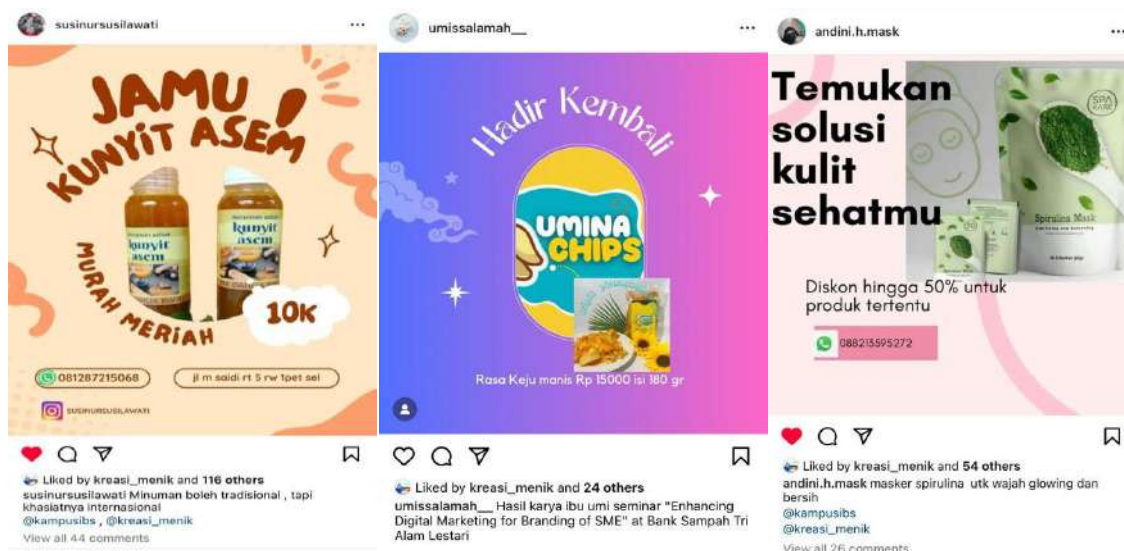 susinursusilawati
JAMU !
KUNYIT ASEM
kunyit
asem
kunyit
asem
MURAH MERIAH
10K
081287215068
jl m saidi rt 5 rw 1pet sel
SUSINURSUSILAWATI
Liked by kreasi_menik and 116 others
susinursusilawati Minuman boleh tradisional , tapi
khasiatnya internasional
@kampusibs , @kreasi_menik
View all 44 comments
umissalamah__
Hadir Kembali
UMINA
CHIPS
Rasa Keju manis Rp 15000 isi 180 gr
Liked by kreasi_menik and 24 others
umissalamah__ Hasil karya ibu umi seminar "Enhancing
Digital Marketing for Branding of SME" at Bank Sampah Tri
Alam Lestari
andini.h.mask
Temukan
solusi
kulit
sehatmu
SPA
Spirulina Mask
Diskon hingga 50% untuk
produk tertentu
088213595272
Liked by kreasi_menik and 54 others
andini.h.mask masker spirulina utk wajah glowing dan
bersih
@kampusibs
@kreasi_menik
View all 26 comments